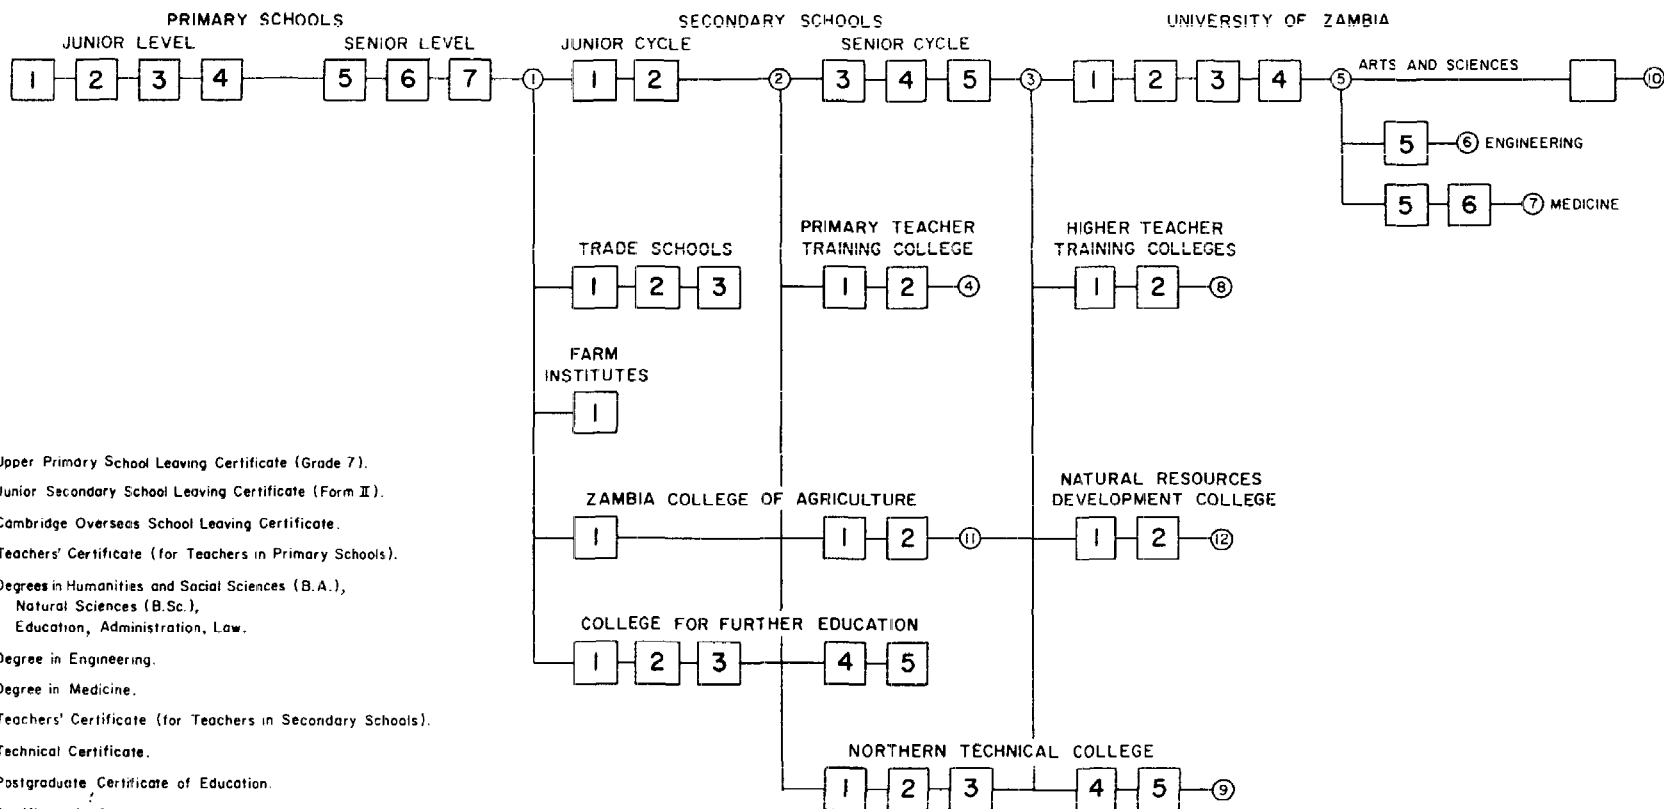 PRIMARY SCHOOLS SECONDARY SCHOOLS UNIVERSITY OF ZAMBIA
JUNIOR LEVEL SENIOR LEVEL JUNIOR CYCLE SENIOR CYCLE
1 2 3 4 5 6 7 ① 1 2 ② 3 4 5 ③ 1 2 3 4 ⑤ ARTS AND SCIENCES ⑩
5 ⑥ ENGINEERING
5 6 ⑦ MEDICINE
TRADE SCHOOLS
1 2 3
PRIMARY TEACHER
TRAINING COLLEGE
1 2 ④
HIGHER TEACHER
TRAINING COLLEGES
1 2 ⑧
FARM
INSTITUTES
1
ZAMBIA COLLEGE OF AGRICULTURE
1 1 2 ⑪
NATURAL RESOURCES
DEVELOPMENT COLLEGE
1 2 ⑫
COLLEGE FOR FURTHER EDUCATION
1 2 3 4 5
NORTHERN TECHNICAL COLLEGE
1 2 3 4 5 ⑨
Upper Primary School Leaving Certificate (Grade 7).
Junior Secondary School Leaving Certificate (Form II).
Cambridge Overseas School Leaving Certificate.
Teachers' Certificate (for Teachers in Primary Schools).
Degrees in Humanities and Social Sciences (B.A.),
Natural Sciences (B.Sc.),
Education, Administration, Law.
Degree in Engineering.
Degree in Medicine.
Teachers' Certificate (for Teachers in Secondary Schools).
Technical Certificate.
Postgraduate Certificate of Education.